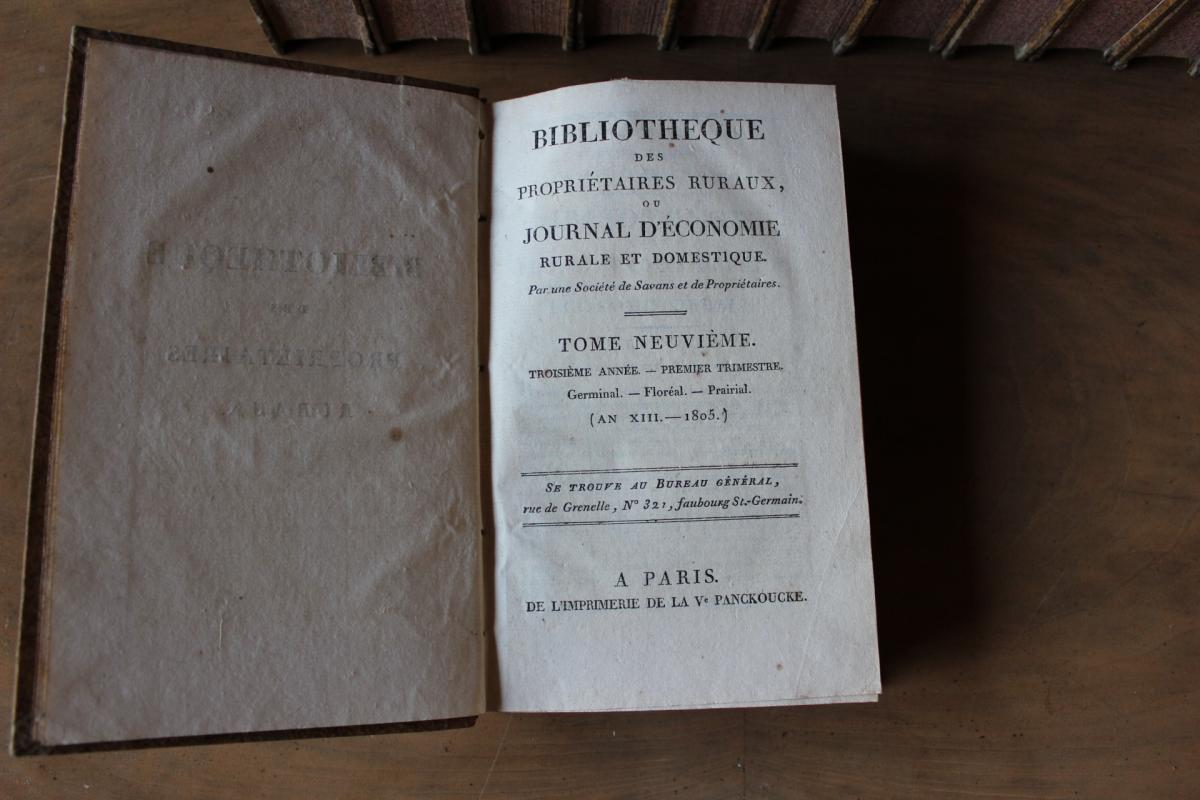 BIBLIOTHEQUE
DES
PROPRIÉTAIRES RURAUX,
OU
JOURNAL D'ÉCONOMIE
RURALE ET DOMESTIQUE.
Par une Société de Savans et de Propriétaires.
TOME NEUVIÈME.
TROISIÈME ANNÉE. — PREMIER TRIMESTRE.
Germinal. — Floréal. — Prairial.
(AN XIII. — 1805.)
SE TROUVE AU BUREAU GÉNÉRAL,
rue de Grenelle, N° 321, faubourg St.-Germain.
A PARIS.
DE L'IMPRIMERIE DE LA Ve PANCKOUCKE.